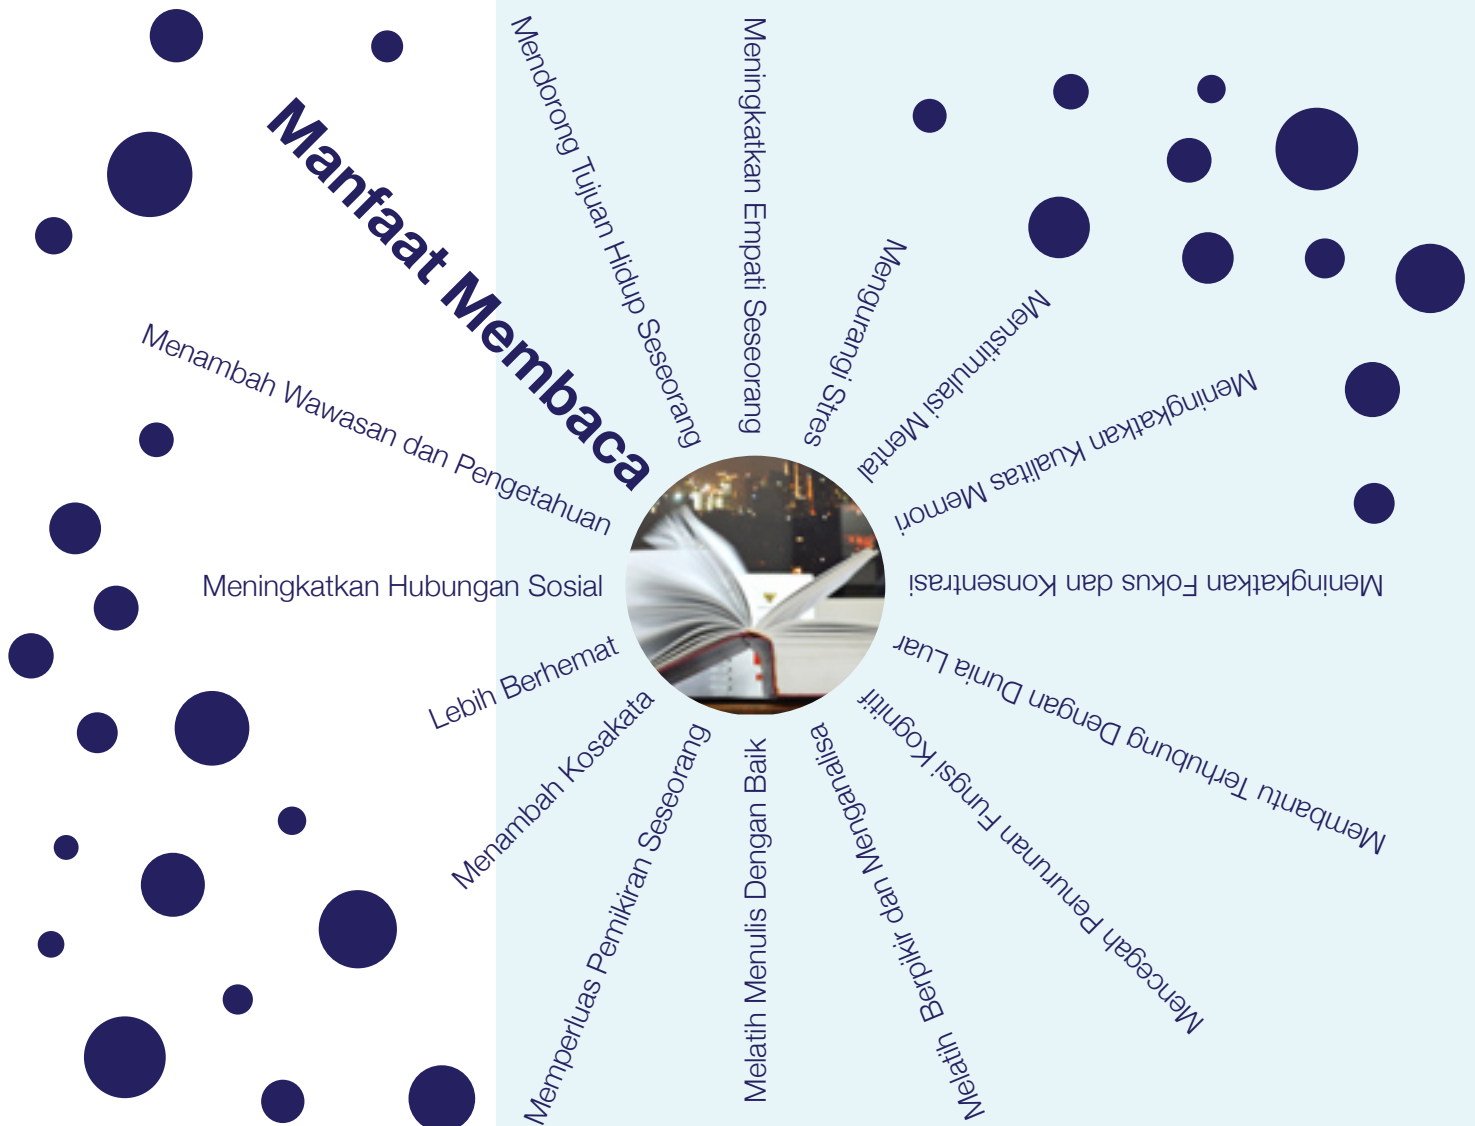 Manfaat Membaca
Mendorong Tujuan Hidup Seseorang
Meningkatkan Empati Seseorang
Mengurangi Stres
Menstimulasi Mental
Meningkatkan Kualitas Memori
Meningkatkan Fokus dan Konsentrasi
Membantu Terhubung Dengan Dunia Luar
Mencegah Penurunan Fungsi Kognitif
Melatih Berpikir dan Menganalisa
Melatih Menulis Dengan Baik
Memperluas Pemikiran Seseorang
Menambah Kosakata
Lebih Berhemat
Meningkatkan Hubungan Sosial
Menambah Wawasan dan Pengetahuan